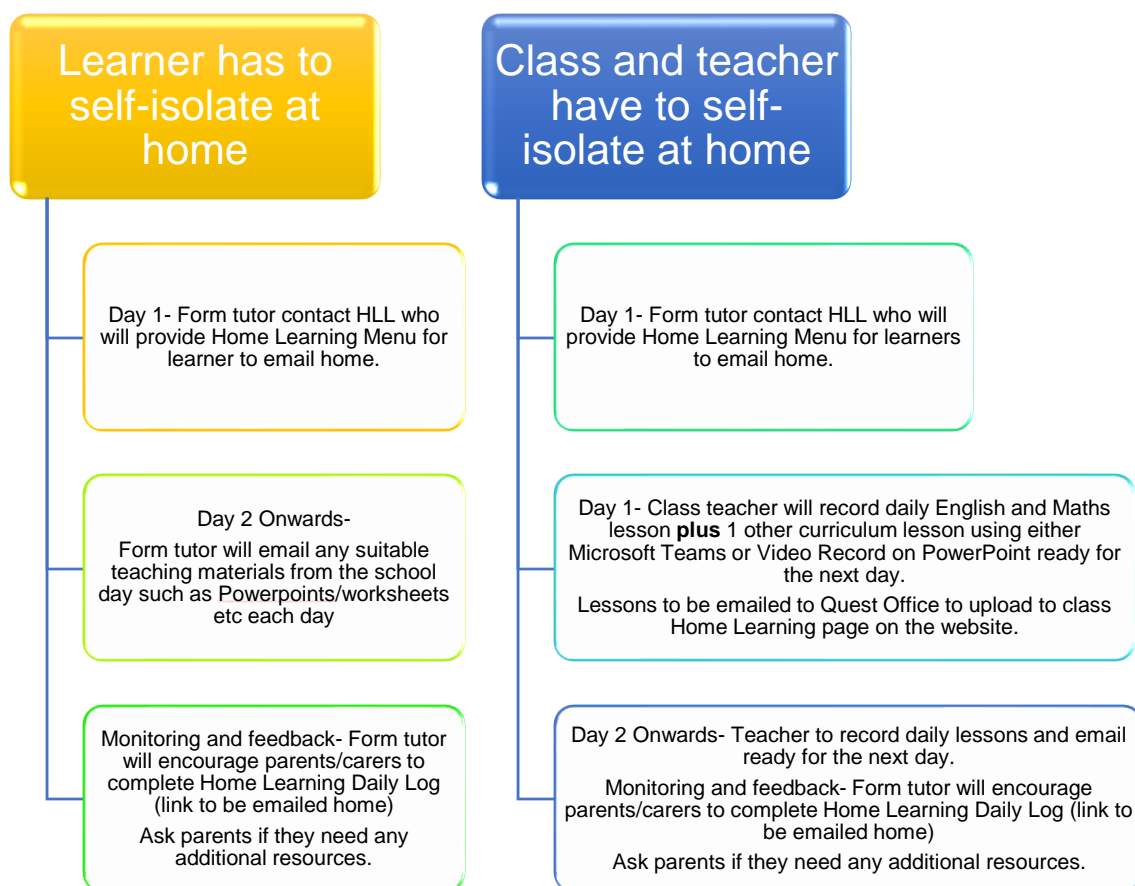 Learner has to
self-isolate at
home
Day 1- Form tutor contact HLL who
will provide Home Learning Menu for
learner to email home.
Day 2 Onwards-
Form tutor will email any suitable
teaching materials from the school
day such as Powerpoints/worksheets
etc each day
Monitoring and feedback- Form tutor
will encourage parents/carers to
complete Home Learning Daily Log
(link to be emailed home)
Ask parents if they need any
additional resources.
Class and teacher
have to self-
isolate at home
Day 1- Form tutor contact HLL who will
provide Home Learning Menu for learners
to email home.
Day 1- Class teacher will record daily English and Maths
lesson plus 1 other curriculum lesson using either
Microsoft Teams or Video Record on PowerPoint ready for
the next day.
Lessons to be emailed to Quest Office to upload to class
Home Learning page on the website.
Day 2 Onwards- Teacher to record daily lessons and email
ready for the next day.
Monitoring and feedback- Form tutor will encourage
parents/carers to complete Home Learning Daily Log (link to
be emailed home)
Ask parents if they need any additional resources.